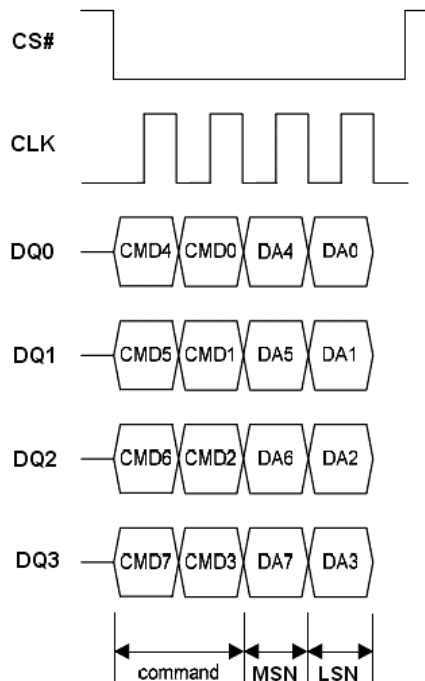 CS#
CLK
DQ0 CMD4 CMD0 DA4 DA0
DQ1 CMD5 CMD1 DA5 DA1
DQ2 CMD6 CMD2 DA6 DA2
DQ3 CMD7 CMD3 DA7 DA3
command MSN LSN